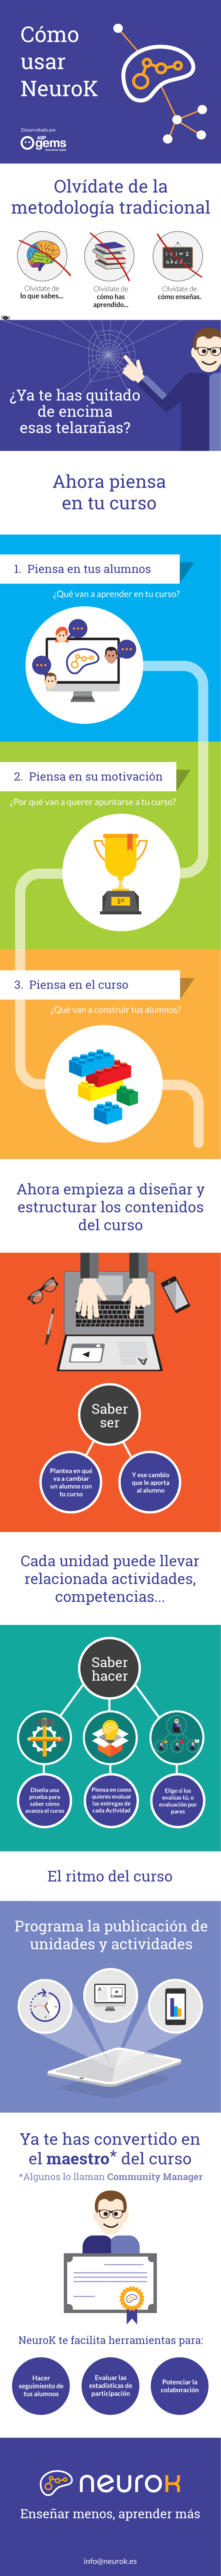 Cómo
usar
NeuroK
Desarrollado por
ABP
gems
Olvídate de la
metodología tradicional
Olvídate de
lo que sabes...
Olvídate de
cómo has
aprendido...
Olvídate de
cómo enseñas.
¿Ya te has quitado
de encima
esas telarañas?
Ahora piensa
en tu curso
1. Piensa en tus alumnos
¿Qué van a aprender en tu curso?
2. Piensa en su motivación
¿Por qué van a querer apuntarse a tu curso?
1st
3. Piensa en el curso
¿Qué van a construir tus alumnos?
Ahora empieza a diseñar y
estructurar los contenidos
del curso
Saber
ser
Plantea en qué
va a cambiar
un alumno con
tu curso
Y ese cambio
que le aporta
al alumno
Cada unidad puede llevar
relacionada actividades,
competencias...
Saber
hacer
Diseña una
prueba para
saber cómo
avanza el curso
Piensa en como
quieres evaluar
las entregas de
cada Actividad
Elige si los
evalúas tú, o
evaluación por
pares
El ritmo del curso
Programa la publicación de
unidades y actividades
Ya te has convertido en
el maestro* del curso
*Algunos lo llaman Community Manager
NeuroK te facilita herramientas para:
Hacer
seguimiento de
tus alumnos
Evaluar las
estadísticas de
participación
Potenciar la
colaboración
neuroK
Enseñar menos, aprender más
info@neurok.es